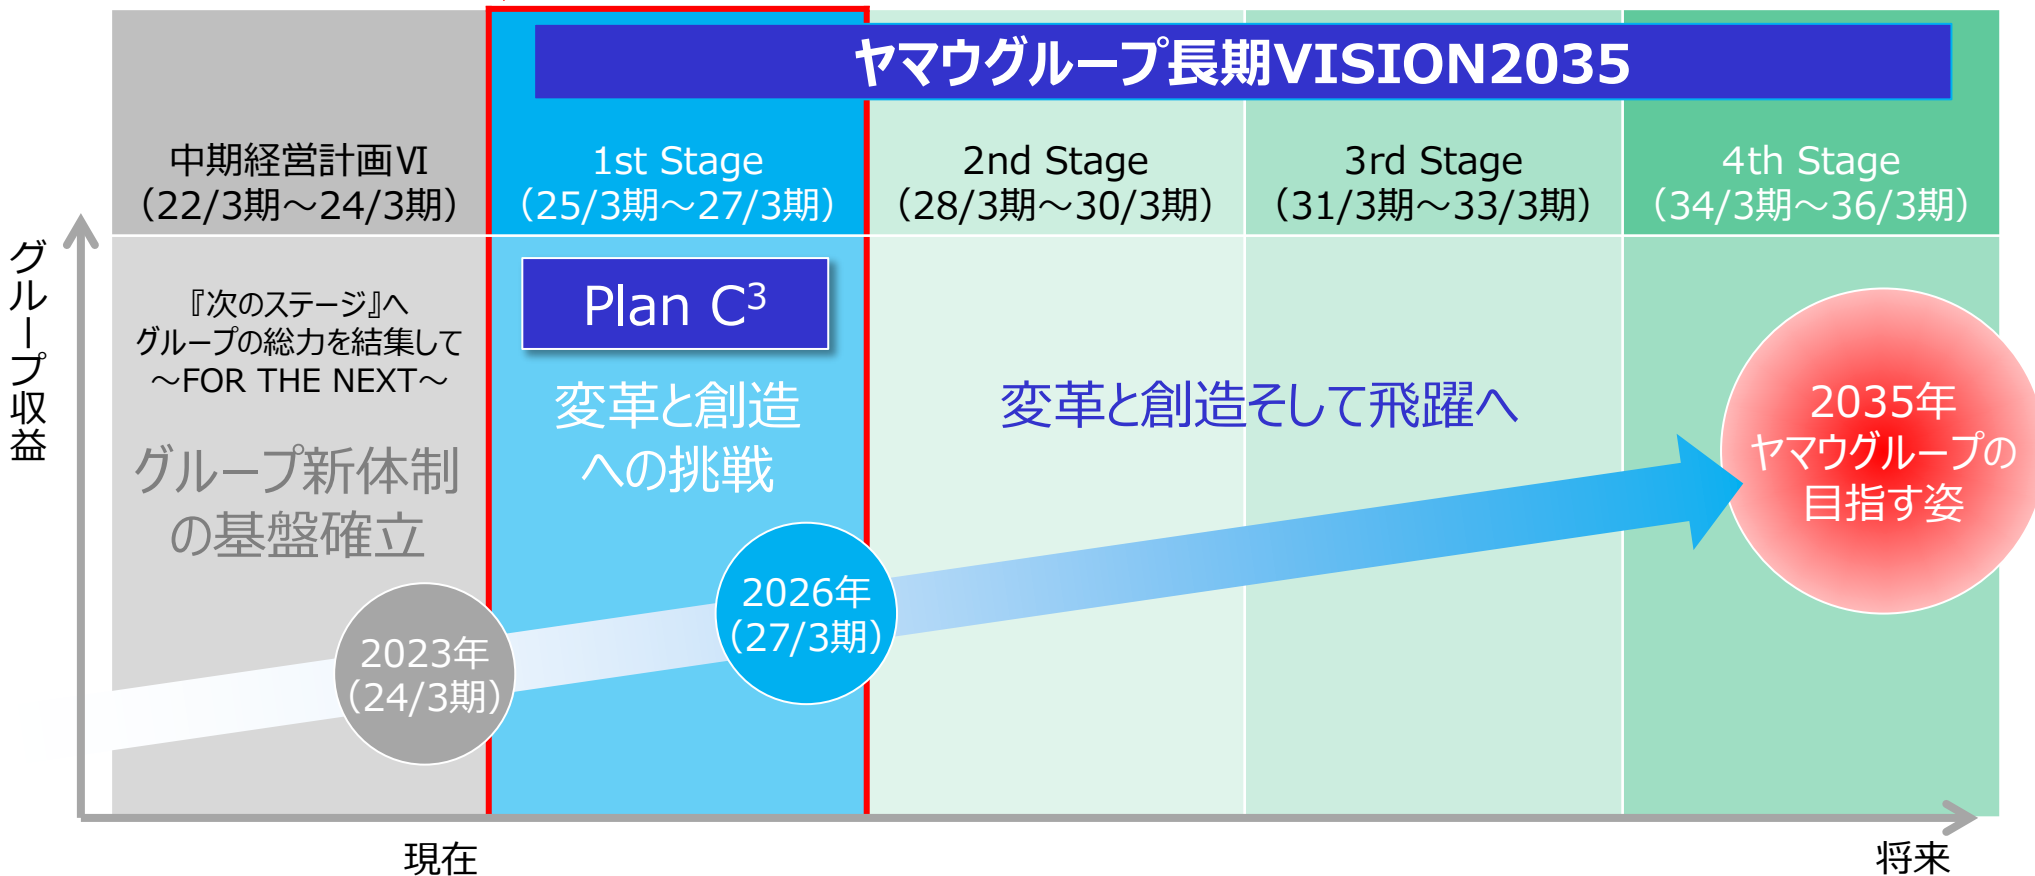 ヤマウグループ長期VISION2035
中期経営計画Ⅵ
（22/3期～24/3期）
1st Stage
（25/3期～27/3期）
2nd Stage
（28/3期～30/3期）
3rd Stage
（31/3期～33/3期）
4th Stage
（34/3期～36/3期）
グループ収益
『次のステージ』へ
グループの総力を結集して
～FOR THE NEXT～
グループ新体制
の基盤確立
Plan C³
変革と創造
への挑戦
変革と創造そして飛躍へ
2035年
ヤマウグループの
目指す姿
2023年
（24/3期）
2026年
（27/3期）
現在
将来